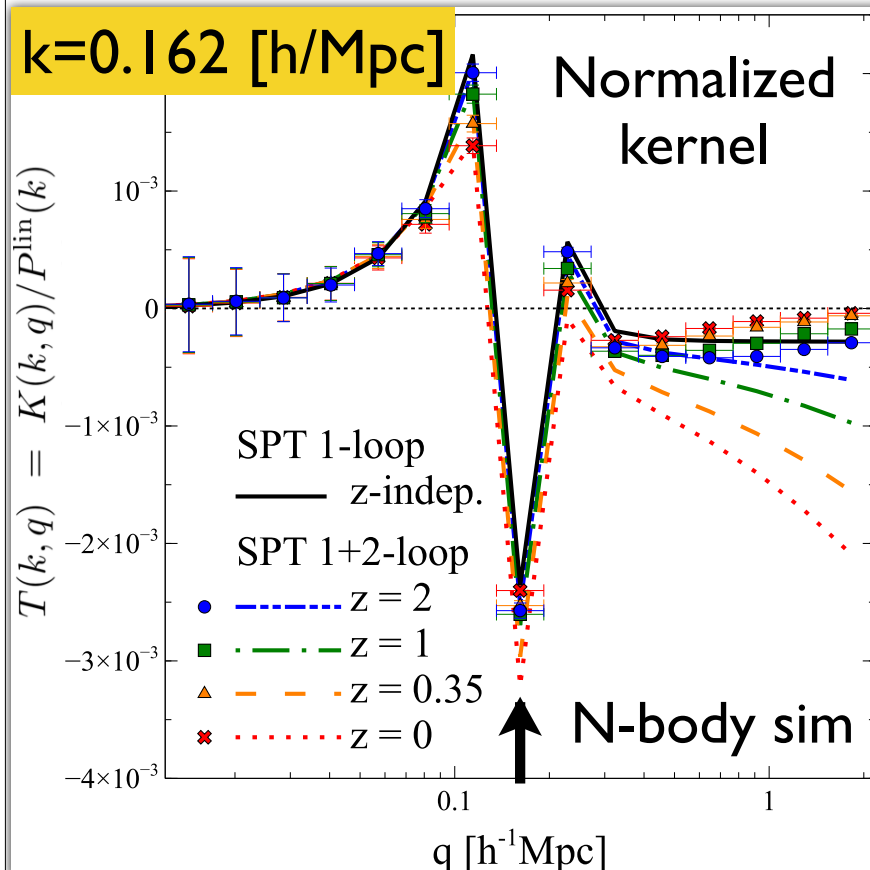 k=0.162 [h/Mpc]
Normalized
kernel
T(k, q) = K(k, q)/P^lin(k)
10⁻³
0
−1×10⁻³
−2×10⁻³
−3×10⁻³
−4×10⁻³
SPT 1-loop
z-indep.
SPT 1+2-loop
z = 2
z = 1
z = 0.35
z = 0
N-body sim
0.1
1
q [h⁻¹Mpc]